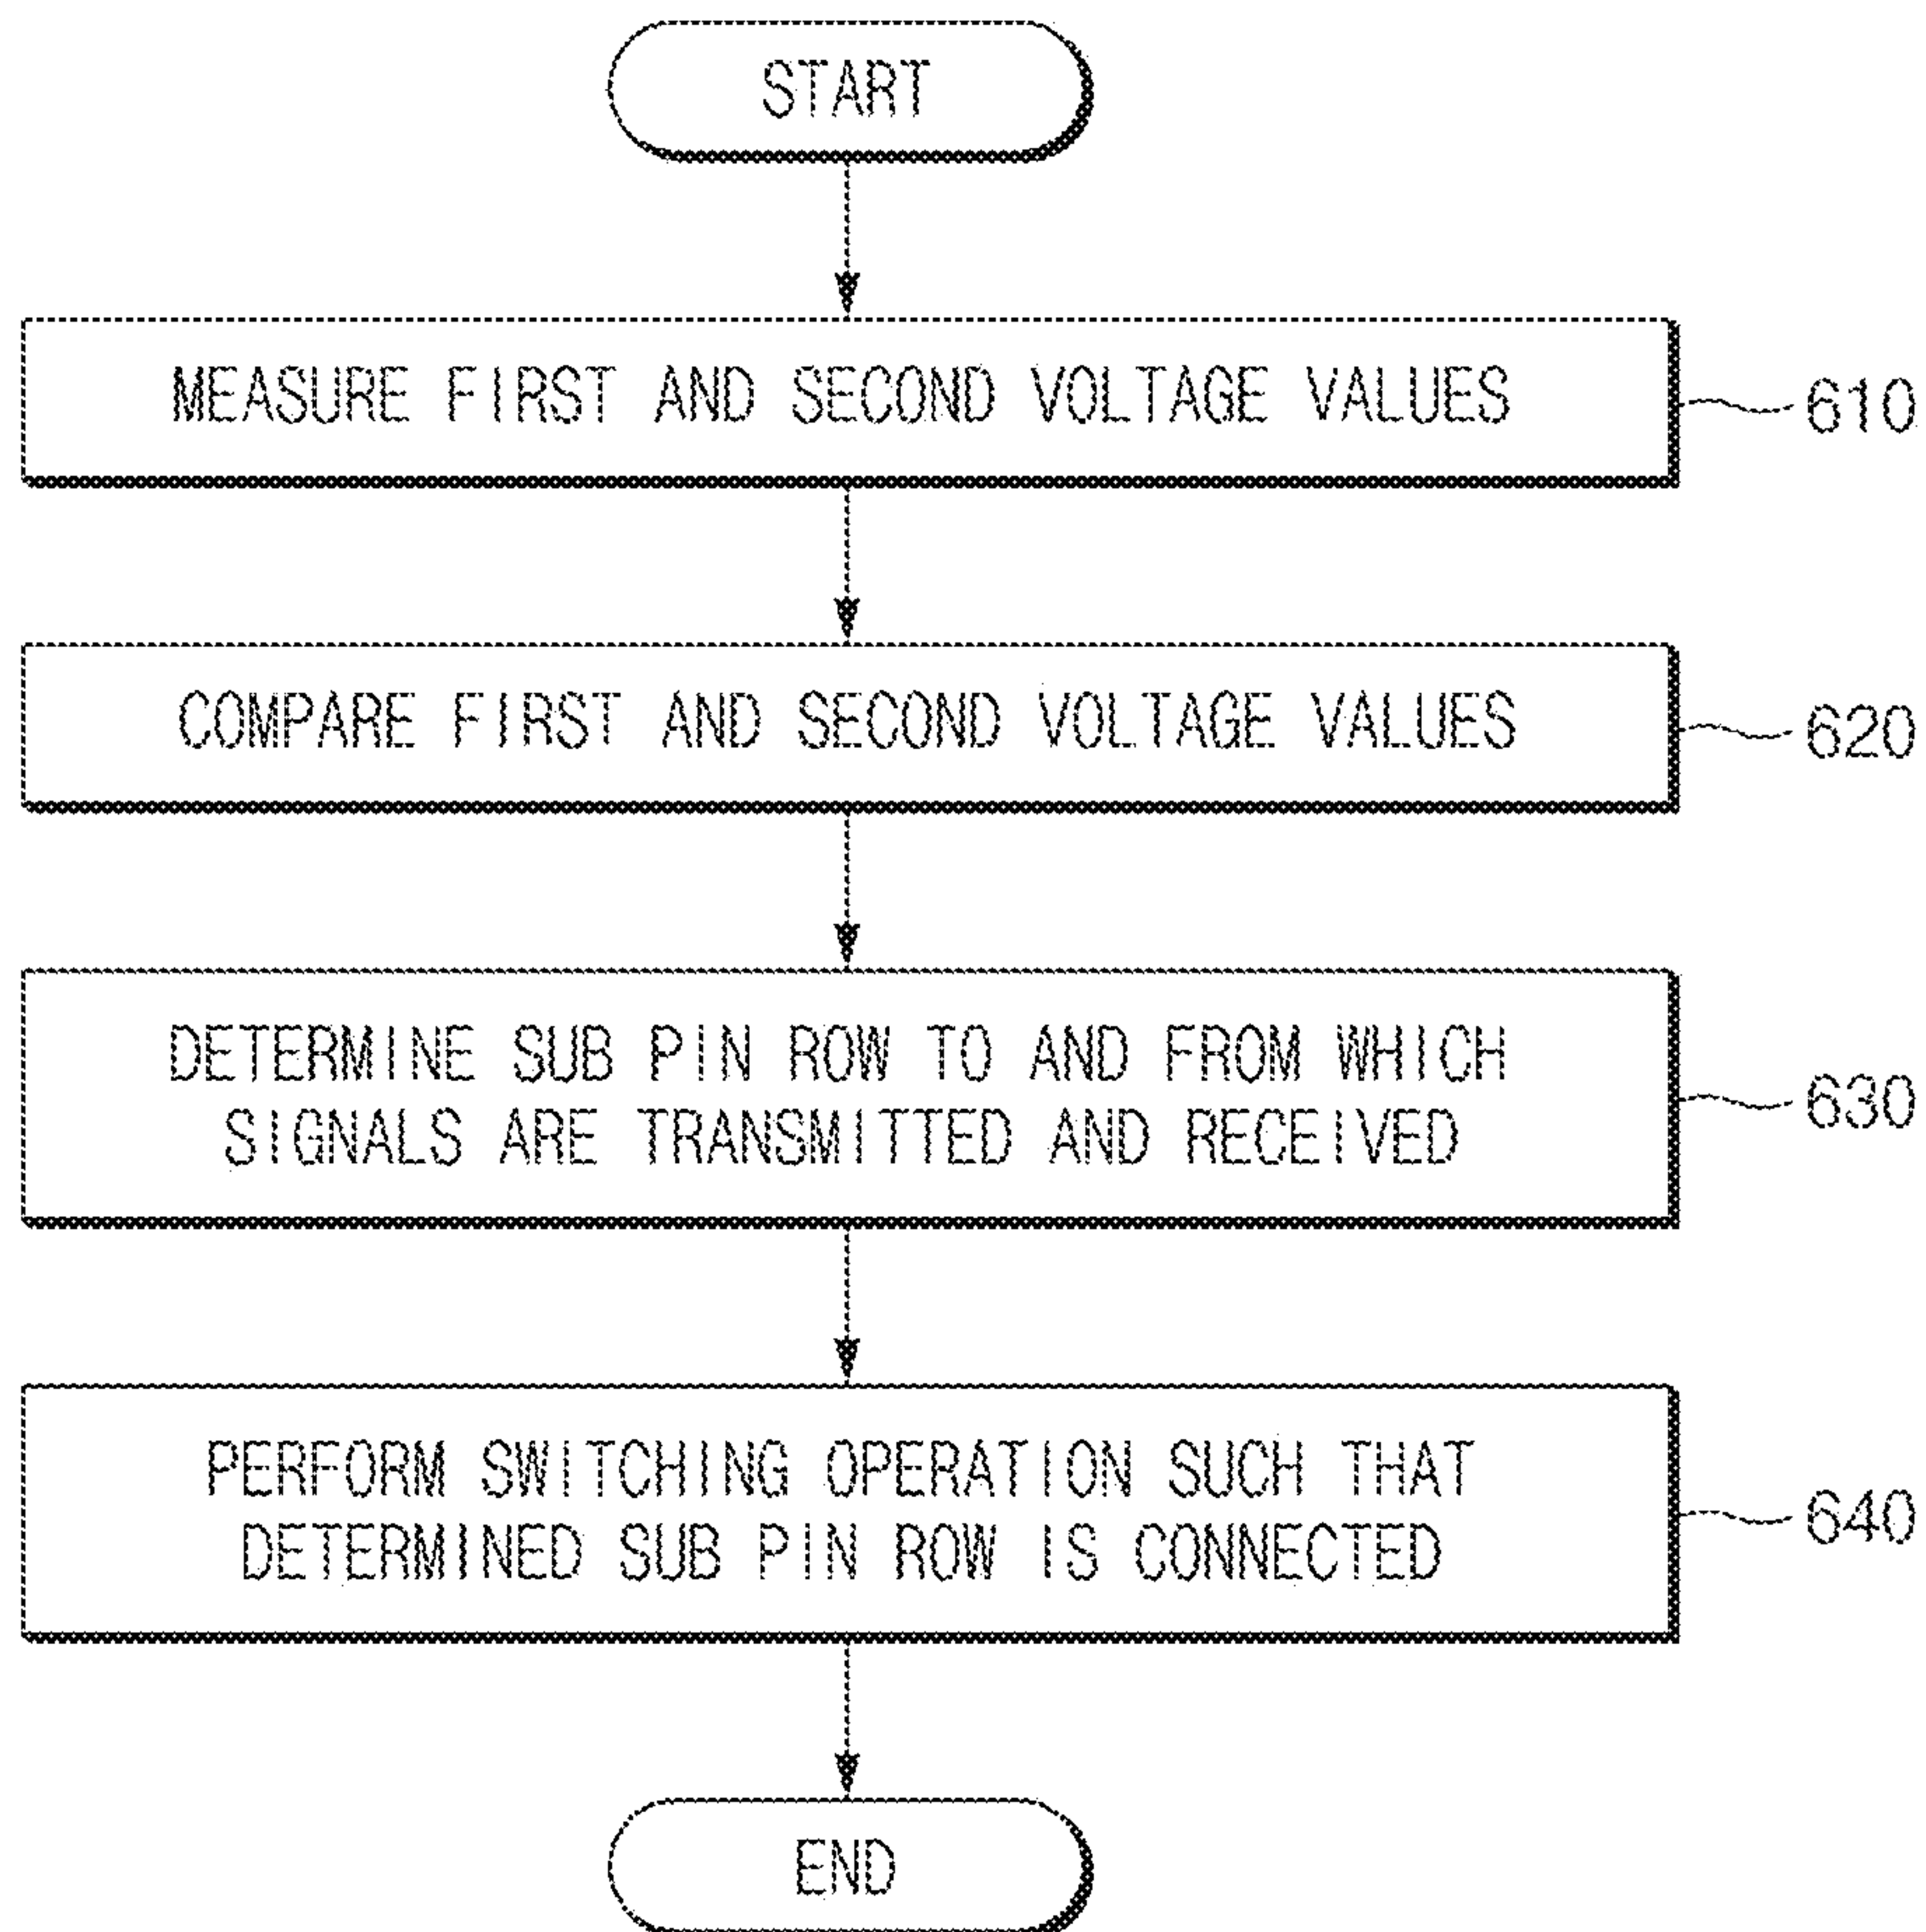 START
MEASURE FIRST AND SECOND VOLTAGE VALUES
610
COMPARE FIRST AND SECOND VOLTAGE VALUES
620
DETERMINE SUB PIN ROW TO AND FROM WHICH
SIGNALS ARE TRANSMITTED AND RECEIVED
630
PERFORM SWITCHING OPERATION SUCH THAT
DETERMINED SUB PIN ROW IS CONNECTED
640
END